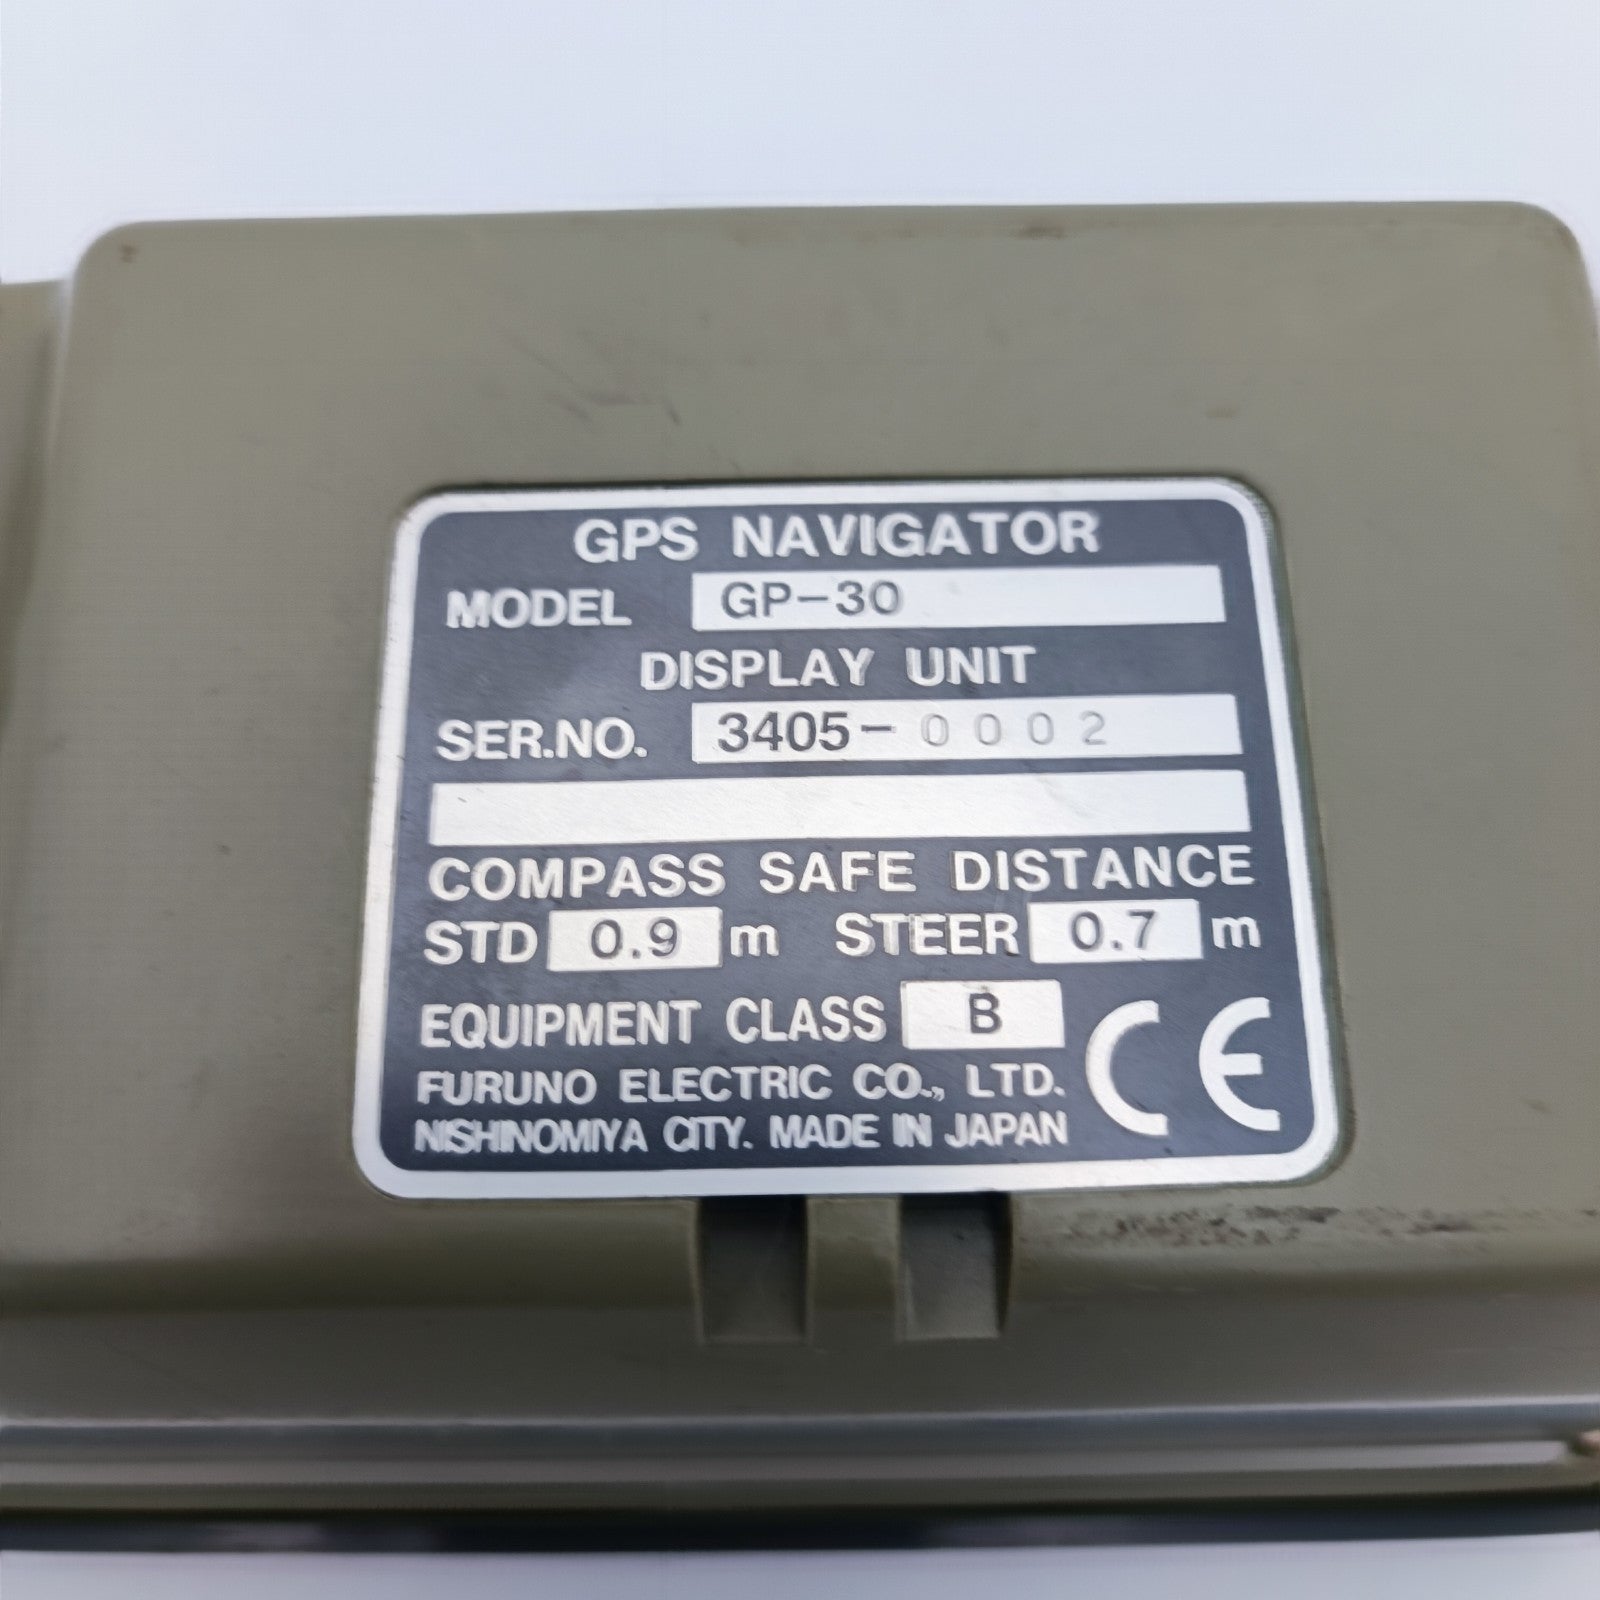 GPS NAVIGATOR
MODEL GP-30
DISPLAY UNIT
SER.NO. 3405-0002
COMPASS SAFE DISTANCE
STD 0.9 m STEER 0.7 m
EQUIPMENT CLASS B
FURUNO ELECTRIC CO., LTD.
NISHINOMIYA CITY. MADE IN JAPAN
CE